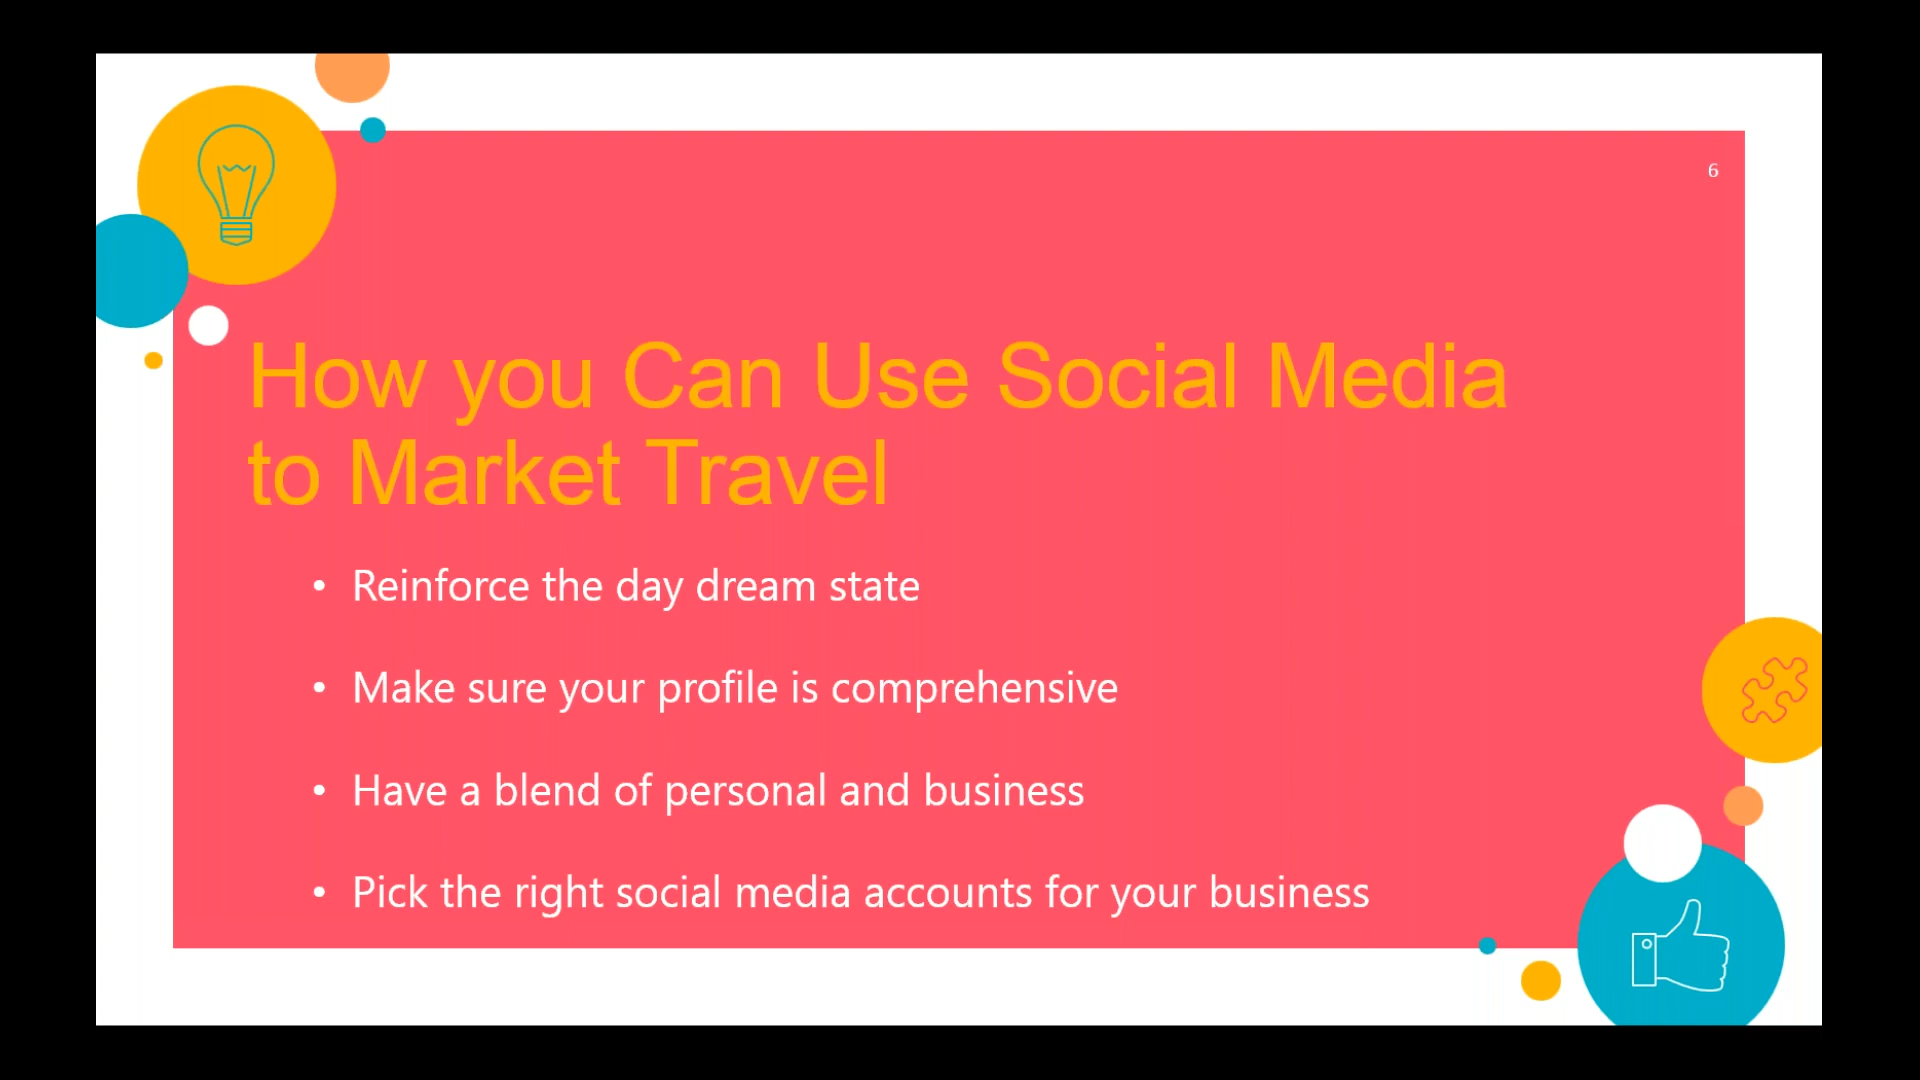 6
How you Can Use Social Media
to Market Travel
• Reinforce the day dream state
• Make sure your profile is comprehensive
• Have a blend of personal and business
• Pick the right social media accounts for your business